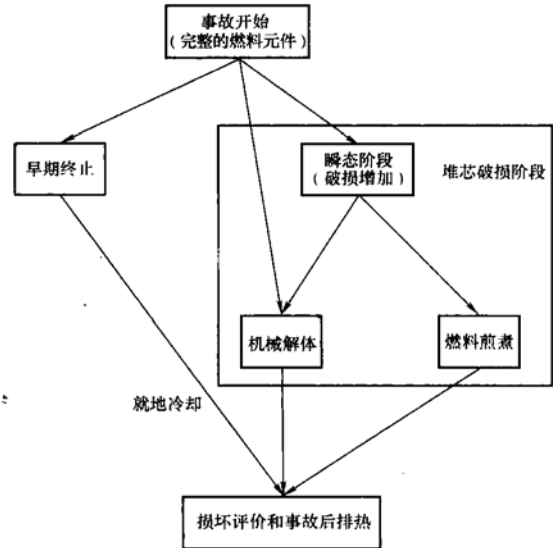 事故开始
(完整的燃料元件)
早期终止
瞬态阶段
(破损增加)
堆芯破损阶段
机械解体
燃料煎煮
就地冷却
损坏评价和事故后排热